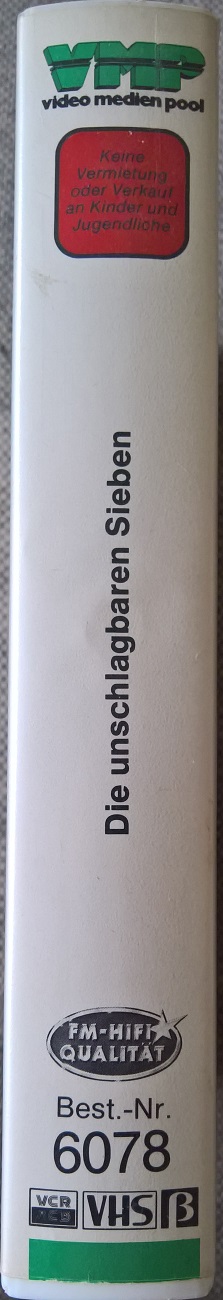 VMP
video medien pool
Keine
Vermietung
oder Verkauf
an Kinder und
Jugendliche
Die unschlagbaren Sieben
FM-HiFi
QUALITÄT
Best.-Nr.
6078
VCR VHS β